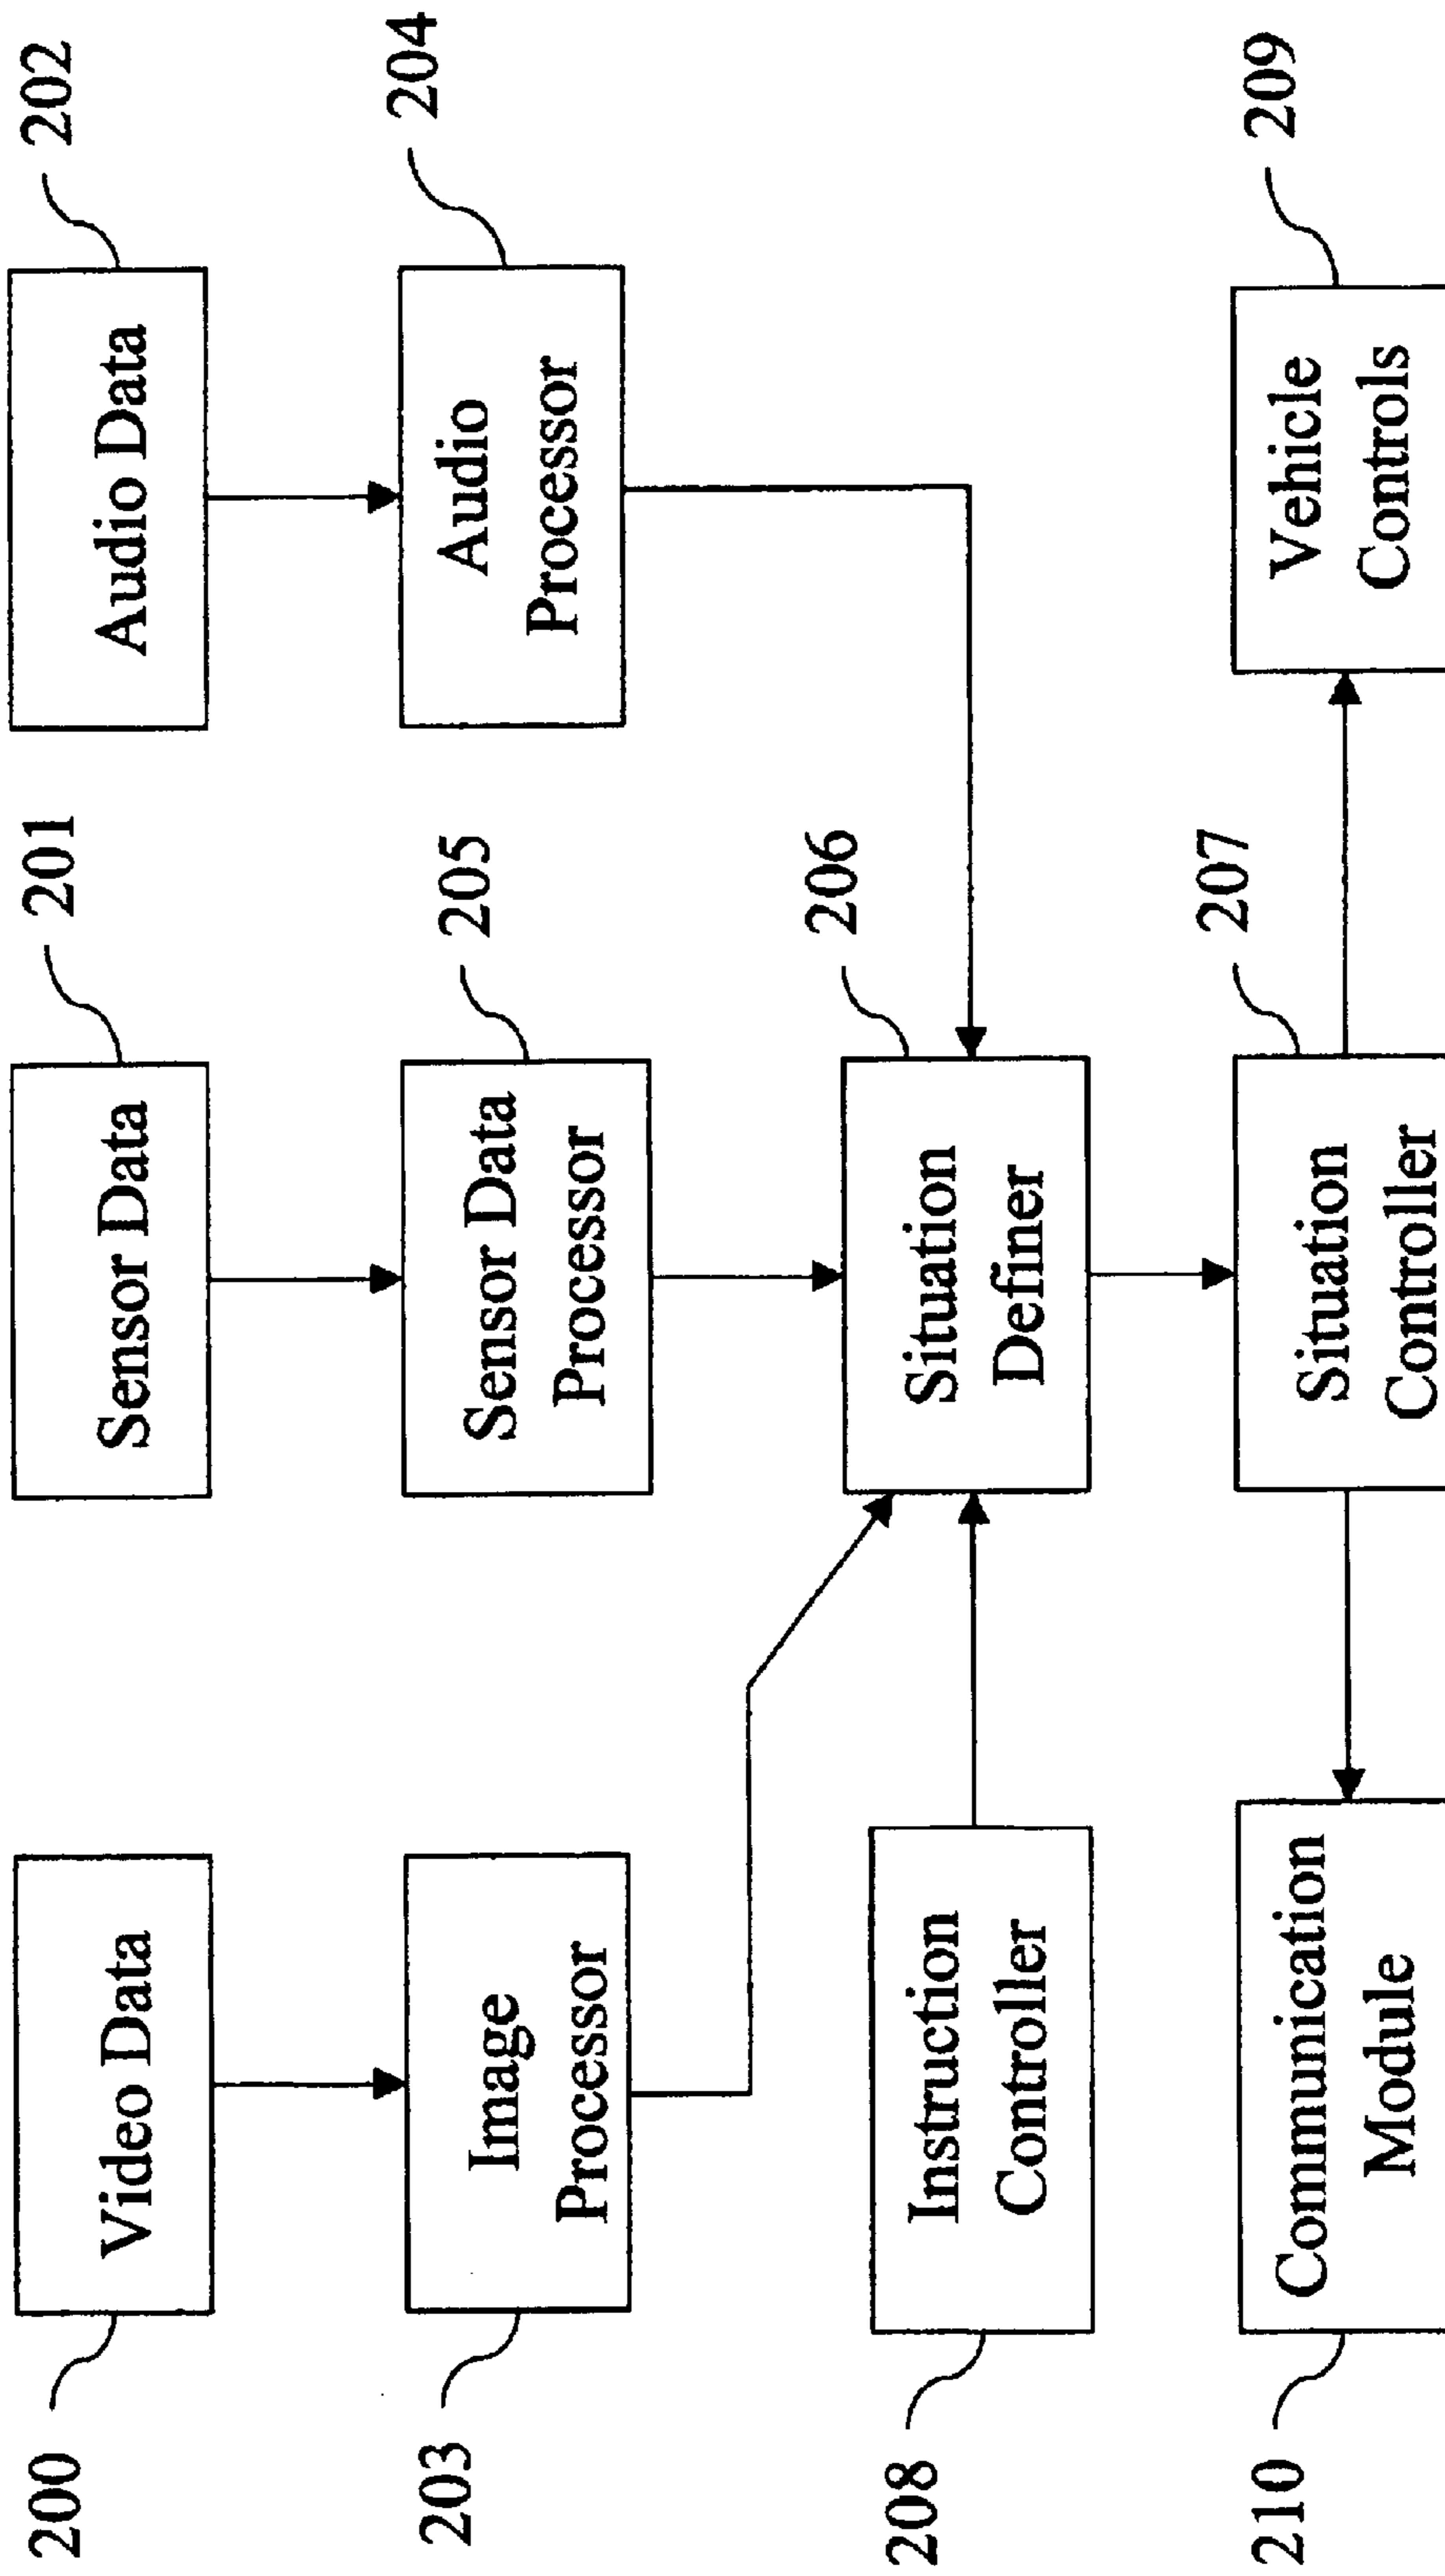 200
Video Data
Sensor Data
201
Audio Data
202
203
Image
Processor
Sensor Data
Processor
205
Audio
Processor
204
208
Instruction
Controller
Situation
Definer
206
210
Communication
Module
Situation
Controller
207
Vehicle
Controls
209